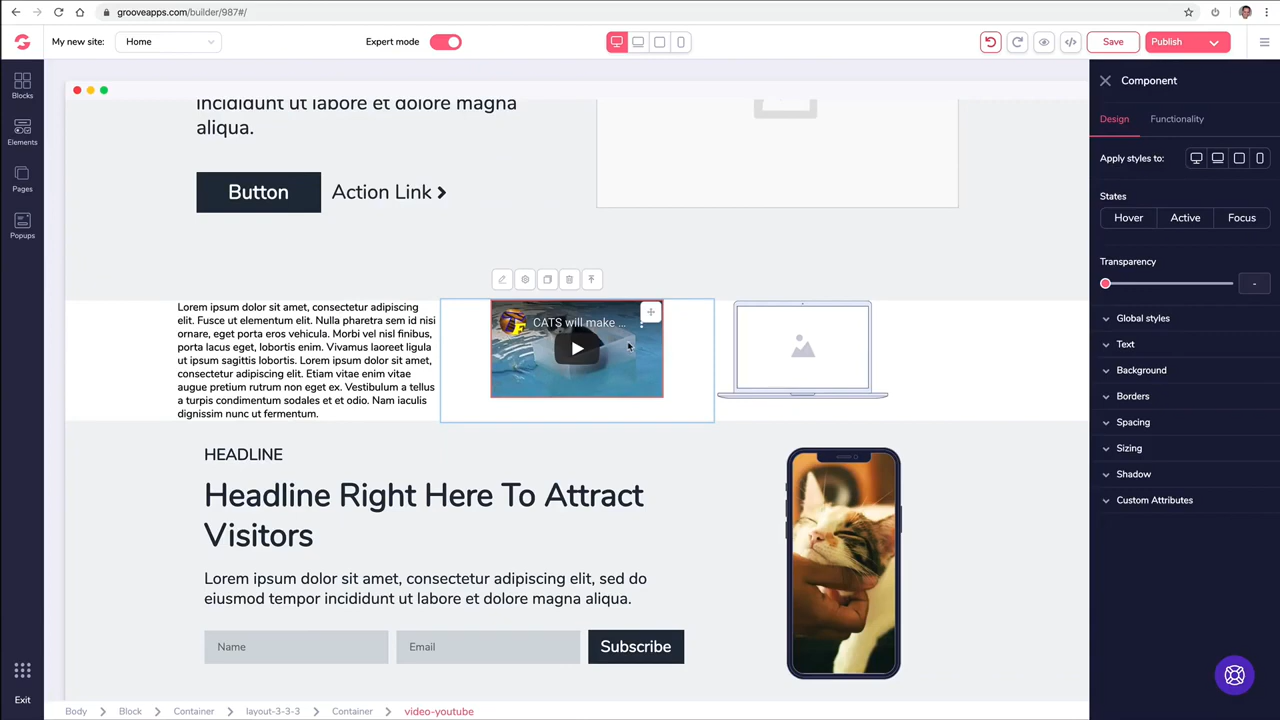 grooveapps.com/builder/987#/
My new site:
Home
Expert mode
Save
Publish
Blocks
Elements
Pages
Popups
Exit
incididunt ut labore et dolore magna
aliqua.
Button
Action Link
Lorem ipsum dolor sit amet, consectetur adipiscing
elit. Fusce ut elementum. Nulla pharetra sem id nisi
ornare, eget porta eros vehicula. Morbi vel nisl finibus,
porta lacus eget, lobortis enim. Vivamus laoreet ligula
ut ipsum sagittis lobortis. Lorem ipsum dolor sit amet,
consectetur adipiscing elit. Etiam vitae enim vitae
augue pretium rutrum non eget ex. Vestibulum a tellus
a turpis condimentum sodales et et odio. Nam iaculis
dignissim nunc ut fermentum.
CATS will make ...
HEADLINE
Headline Right Here To Attract
Visitors
Lorem ipsum dolor sit amet, consectetur adipiscing elit, sed do
eiusmod tempor incididunt ut labore et dolore magna aliqua.
Name
Email
Subscribe
Body
Block
Container
layout-3-3-3
Container
video-youtube
Component
Design
Functionality
Apply styles to:
States
Hover
Active
Focus
Transparency
-
Global styles
Text
Background
Borders
Spacing
Sizing
Shadow
Custom Attributes